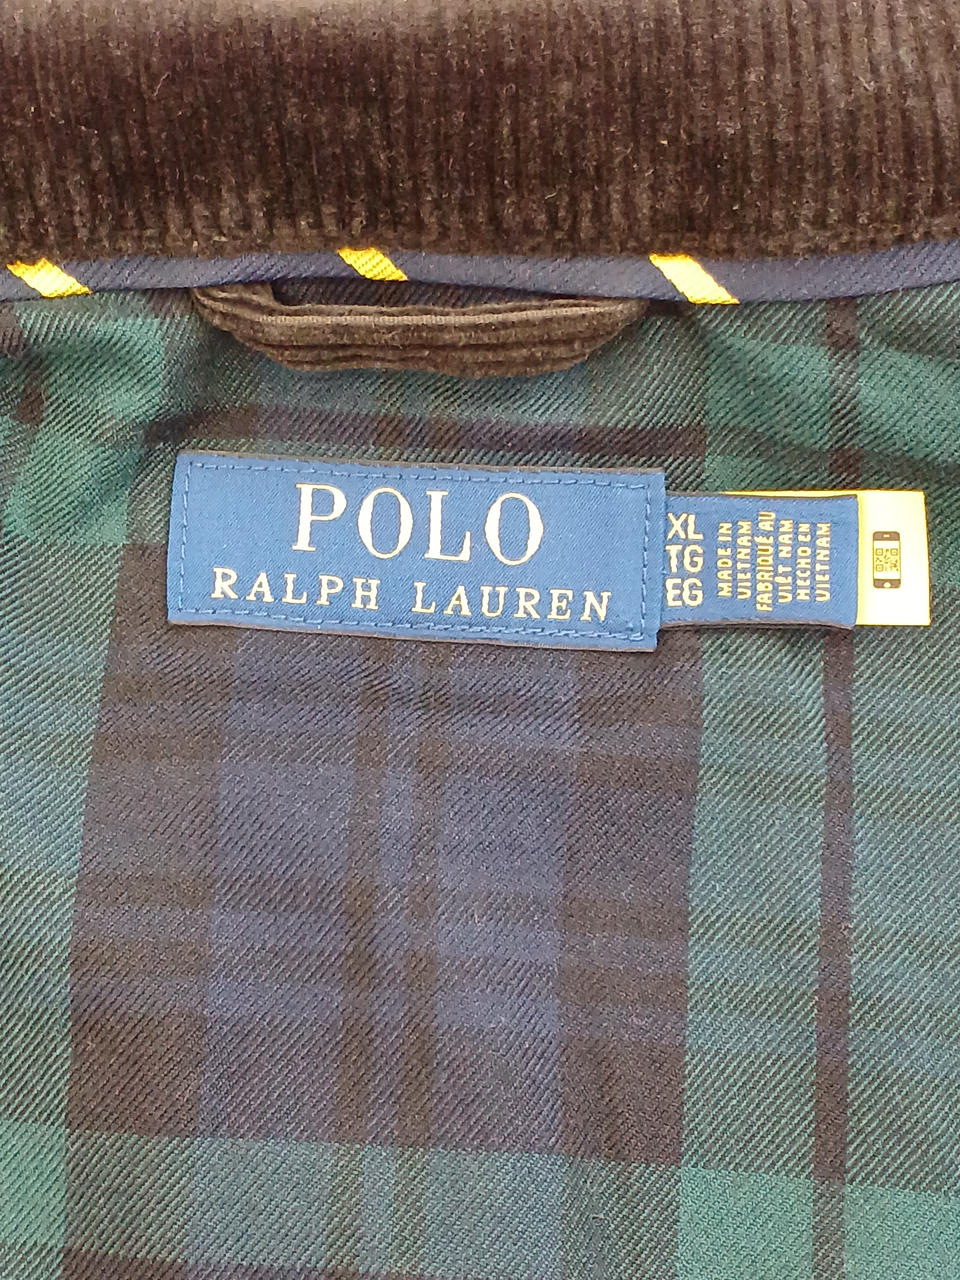 POLO
RALPH LAUREN
XL
TG
EG
MADE IN
VIETNAM
FABRIQUÉ AU
VIÊT NAM
HECHO EN
VIETNAM